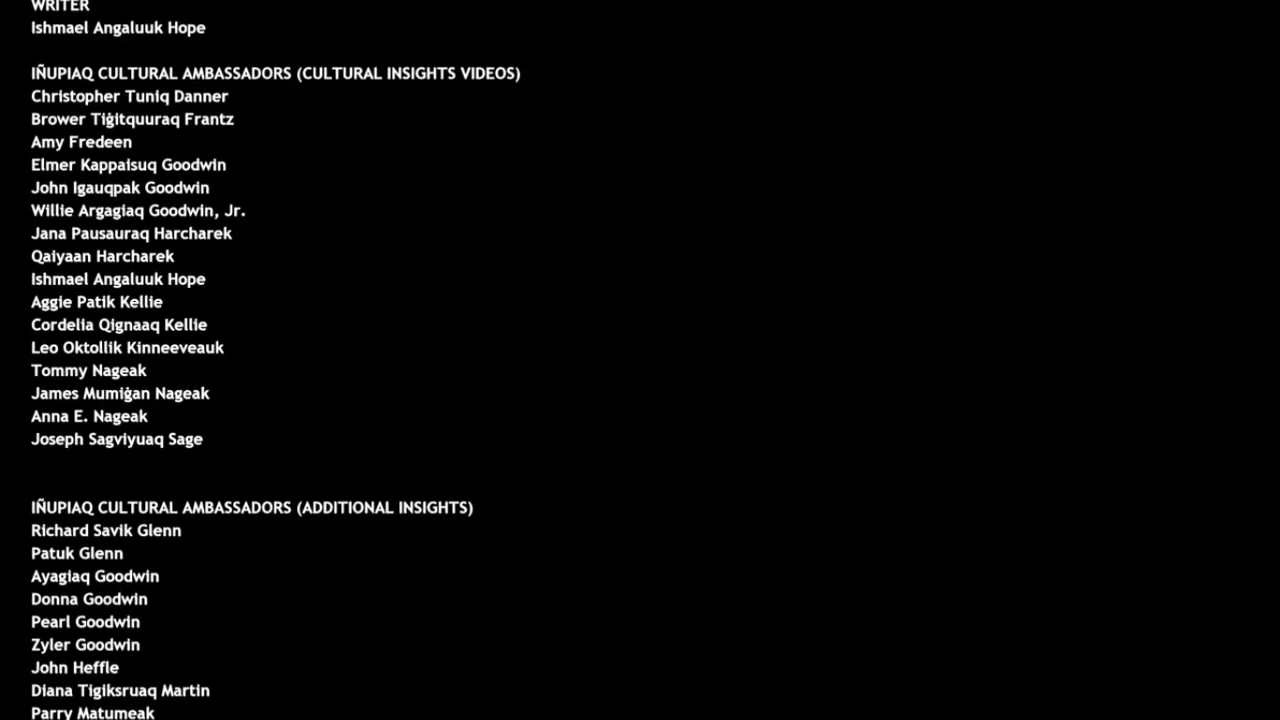 WRITER
Ishmael Angaluuk Hope
IÑUPIAQ CULTURAL AMBASSADORS (CULTURAL INSIGHTS VIDEOS)
Christopher Tuniq Danner
Brower Tiġitquuraq Frantz
Amy Fredeen
Elmer Kappaisuq Goodwin
John Igauqpak Goodwin
Willie Argagiaq Goodwin, Jr.
Jana Pausauraq Harcharek
Qaiyaan Harcharek
Ishmael Angaluuk Hope
Aggie Patik Kellie
Cordelia Qignaaq Kellie
Leo Oktollik Kinneeveauk
Tommy Nageak
James Mumiġan Nageak
Anna E. Nageak
Joseph Sagviyuaq Sage
IÑUPIAQ CULTURAL AMBASSADORS (ADDITIONAL INSIGHTS)
Richard Savik Glenn
Patuk Glenn
Ayagiaq Goodwin
Donna Goodwin
Pearl Goodwin
Zyler Goodwin
John Heffle
Diana Tigiksruaq Martin
Parry Matumeak